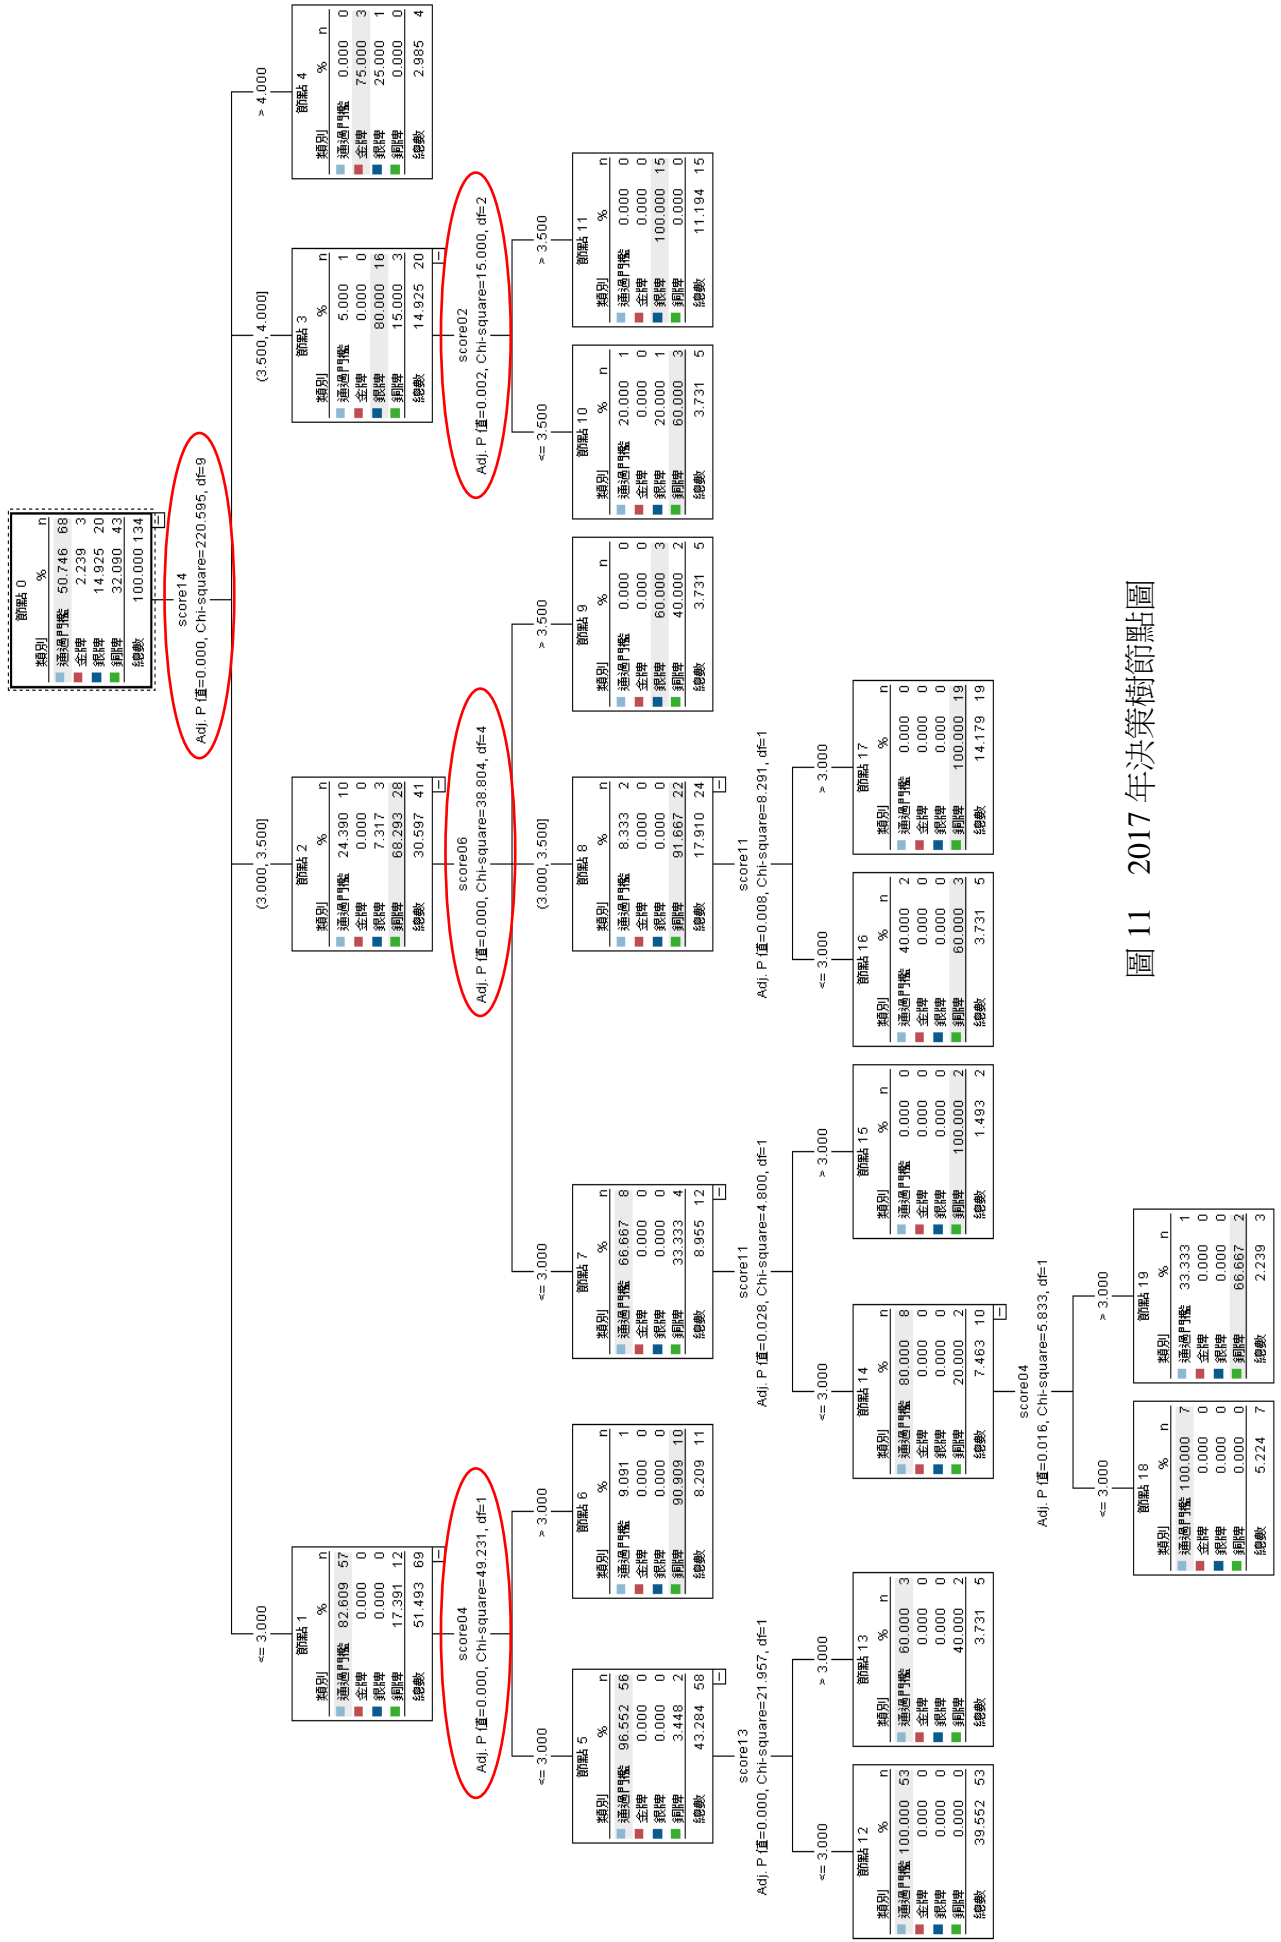 節點 0
類別 % n
通過門檻 50.746 68
金牌 2.239 3
銀牌 14.925 20
銅牌 32.090 43
總數 100.000 134
score14
Adj. P 值=0.000, Chi-square=220.595, df=9
<= 3.000
(3.000, 3.500]
(3.500, 4.000]
> 4.000
節點 1
類別 % n
通過門檻 82.609 57
金牌 0.000 0
銀牌 0.000 0
銅牌 17.391 12
總數 51.493 69
節點 2
類別 % n
通過門檻 24.390 10
金牌 0.000 0
銀牌 7.317 3
銅牌 68.293 28
總數 30.597 41
節點 3
類別 % n
通過門檻 5.000 1
金牌 0.000 0
銀牌 80.000 16
銅牌 15.000 3
總數 14.925 20
節點 4
類別 % n
通過門檻 0.000 0
金牌 75.000 3
銀牌 25.000 1
銅牌 0.000 0
總數 2.985 4
score04
Adj. P 值=0.000, Chi-square=49.231, df=1
score06
Adj. P 值=0.000, Chi-square=38.804, df=4
score02
Adj. P 值=0.002, Chi-square=15.000, df=2
<= 3.000
> 3.000
<= 3.000
(3.000, 3.500]
> 3.500
<= 3.500
> 3.500
節點 5
類別 % n
通過門檻 96.552 56
金牌 0.000 0
銀牌 0.000 0
銅牌 3.448 2
總數 43.284 58
節點 6
類別 % n
通過門檻 9.091 1
金牌 0.000 0
銀牌 0.000 0
銅牌 90.909 10
總數 8.209 11
節點 7
類別 % n
通過門檻 66.667 8
金牌 0.000 0
銀牌 0.000 0
銅牌 33.333 4
總數 8.955 12
節點 8
類別 % n
通過門檻 8.333 2
金牌 0.000 0
銀牌 0.000 0
銅牌 91.667 22
總數 17.910 24
節點 9
類別 % n
通過門檻 0.000 0
金牌 0.000 0
銀牌 60.000 3
銅牌 40.000 2
總數 3.731 5
節點 10
類別 % n
通過門檻 20.000 1
金牌 0.000 0
銀牌 20.000 1
銅牌 60.000 3
總數 3.731 5
節點 11
類別 % n
通過門檻 0.000 0
金牌 0.000 0
銀牌 100.000 15
銅牌 0.000 0
總數 11.194 15
score13
Adj. P 值=0.000, Chi-square=21.957, df=1
score11
Adj. P 值=0.028, Chi-square=4.800, df=1
score11
Adj. P 值=0.008, Chi-square=8.291, df=1
<= 3.000
> 3.000
<= 3.000
> 3.000
<= 3.000
> 3.000
節點 12
類別 % n
通過門檻 100.000 53
金牌 0.000 0
銀牌 0.000 0
銅牌 0.000 0
總數 39.552 53
節點 13
類別 % n
通過門檻 60.000 3
金牌 0.000 0
銀牌 0.000 0
銅牌 40.000 2
總數 3.731 5
節點 14
類別 % n
通過門檻 80.000 8
金牌 0.000 0
銀牌 0.000 0
銅牌 20.000 2
總數 7.463 10
節點 15
類別 % n
通過門檻 0.000 0
金牌 0.000 0
銀牌 0.000 0
銅牌 100.000 2
總數 1.493 2
節點 16
類別 % n
通過門檻 40.000 2
金牌 0.000 0
銀牌 0.000 0
銅牌 60.000 3
總數 3.731 5
節點 17
類別 % n
通過門檻 0.000 0
金牌 0.000 0
銀牌 0.000 0
銅牌 100.000 19
總數 14.179 19
score04
Adj. P 值=0.016, Chi-square=5.833, df=1
<= 3.000
> 3.000
節點 18
類別 % n
通過門檻 100.000 7
金牌 0.000 0
銀牌 0.000 0
銅牌 0.000 0
總數 5.224 7
節點 19
類別 % n
通過門檻 33.333 1
金牌 0.000 0
銀牌 0.000 0
銅牌 66.667 2
總數 2.239 3
圖 11 2017 年決策樹節點圖